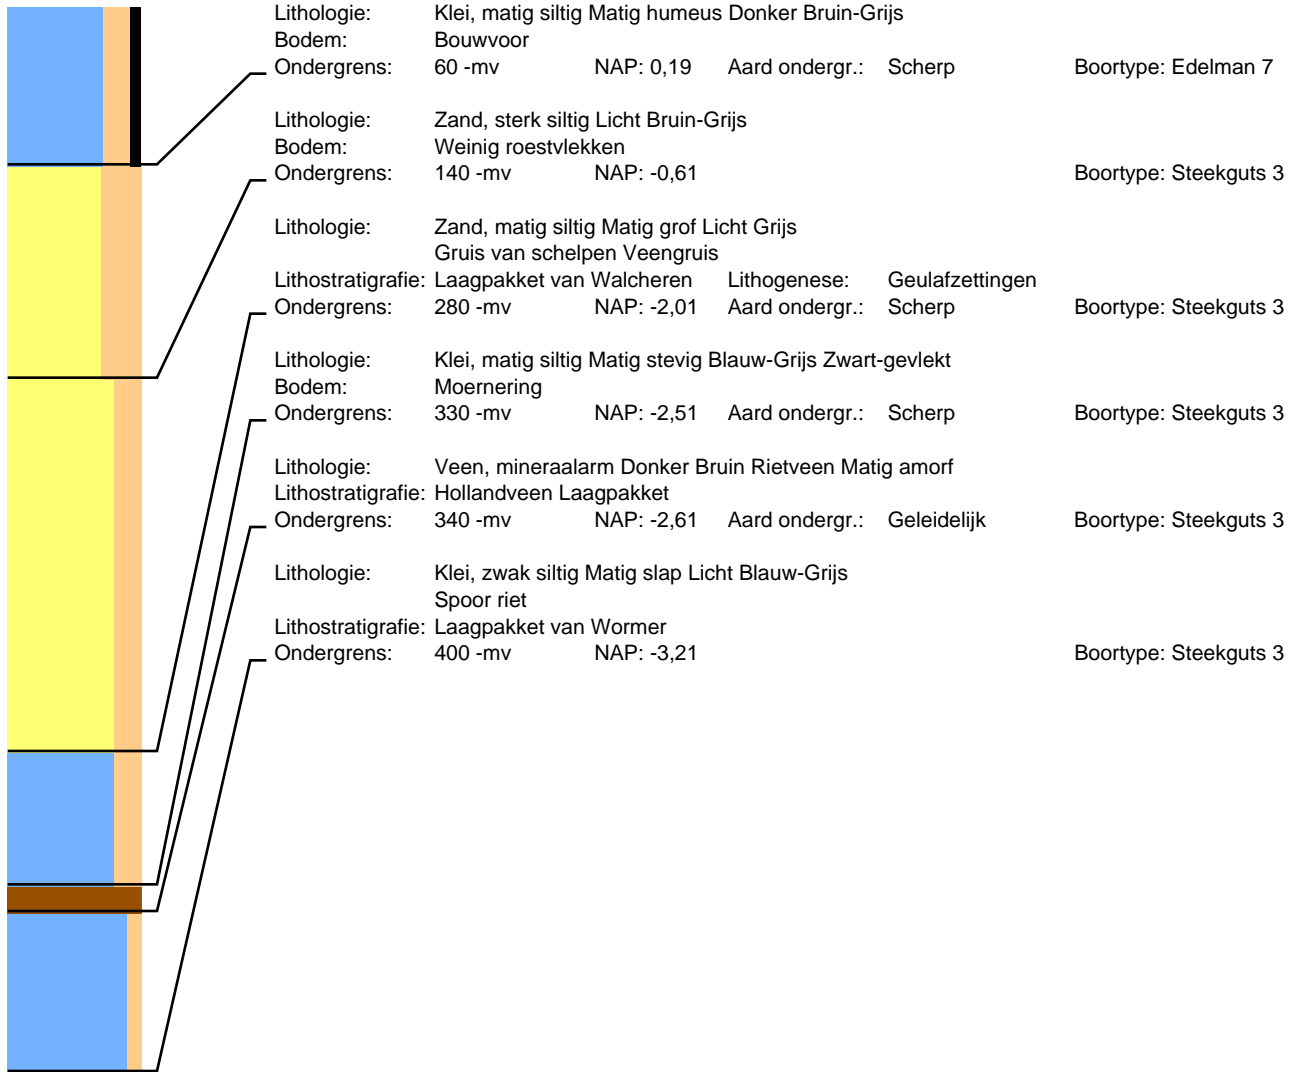 Lithologie: Klei, matig siltig Matig humeus Donker Bruin-Grijs
Bodem: Bouwvoor
Ondergrens: 60 -mv NAP: 0,19 Aard ondergr.: Scherp Boortype: Edelman 7
Lithologie: Zand, sterk siltig Licht Bruin-Grijs
Bodem: Weinig roestvlekken
Ondergrens: 140 -mv NAP: -0,61 Boortype: Steekguts 3
Lithologie: Zand, matig siltig Matig grof Licht Grijs
Gruis van schelpen Veengruis
Lithostratigrafie: Laagpakket van Walcheren Lithogenese: Geulafzettingen
Ondergrens: 280 -mv NAP: -2,01 Aard ondergr.: Scherp Boortype: Steekguts 3
Lithologie: Klei, matig siltig Matig stevig Blauw-Grijs Zwart-gevlekt
Bodem: Moernering
Ondergrens: 330 -mv NAP: -2,51 Aard ondergr.: Scherp Boortype: Steekguts 3
Lithologie: Veen, mineraalarm Donker Bruin Rietveen Matig amorf
Lithostratigrafie: Hollandveen Laagpakket
Ondergrens: 340 -mv NAP: -2,61 Aard ondergr.: Geleidelijk Boortype: Steekguts 3
Lithologie: Klei, zwak siltig Matig slap Licht Blauw-Grijs
Spoor riet
Lithostratigrafie: Laagpakket van Wormer
Ondergrens: 400 -mv NAP: -3,21 Boortype: Steekguts 3